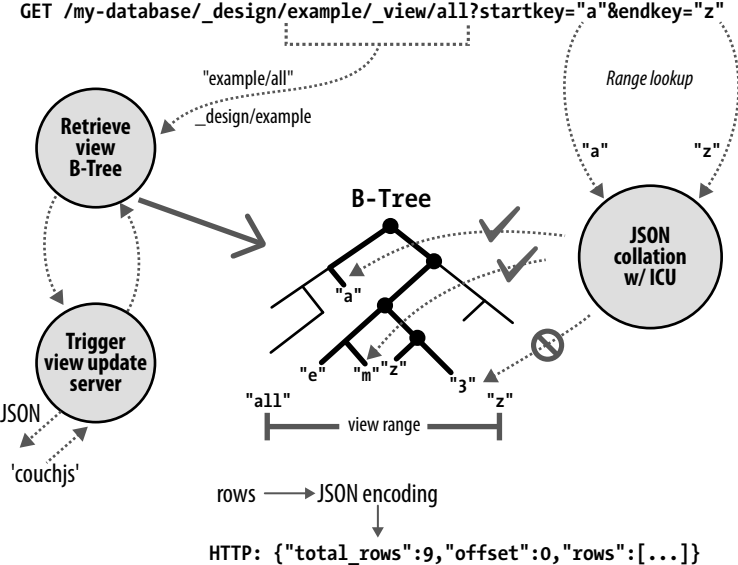 GET /my-database/_design/example/_view/all?startkey="a"&endkey="z"
"example/all"
_design/example
Range lookup
"a"
"z"
Retrieve
view
B-Tree
B-Tree
JSON
collation
w/ ICU
"a"
Trigger
view update
server
"e"
"m"
"z"
"3"
"all"
"z"
view range
JSON
'couchjs'
rows
JSON encoding
HTTP: {"total_rows":9,"offset":0,"rows":[...]}